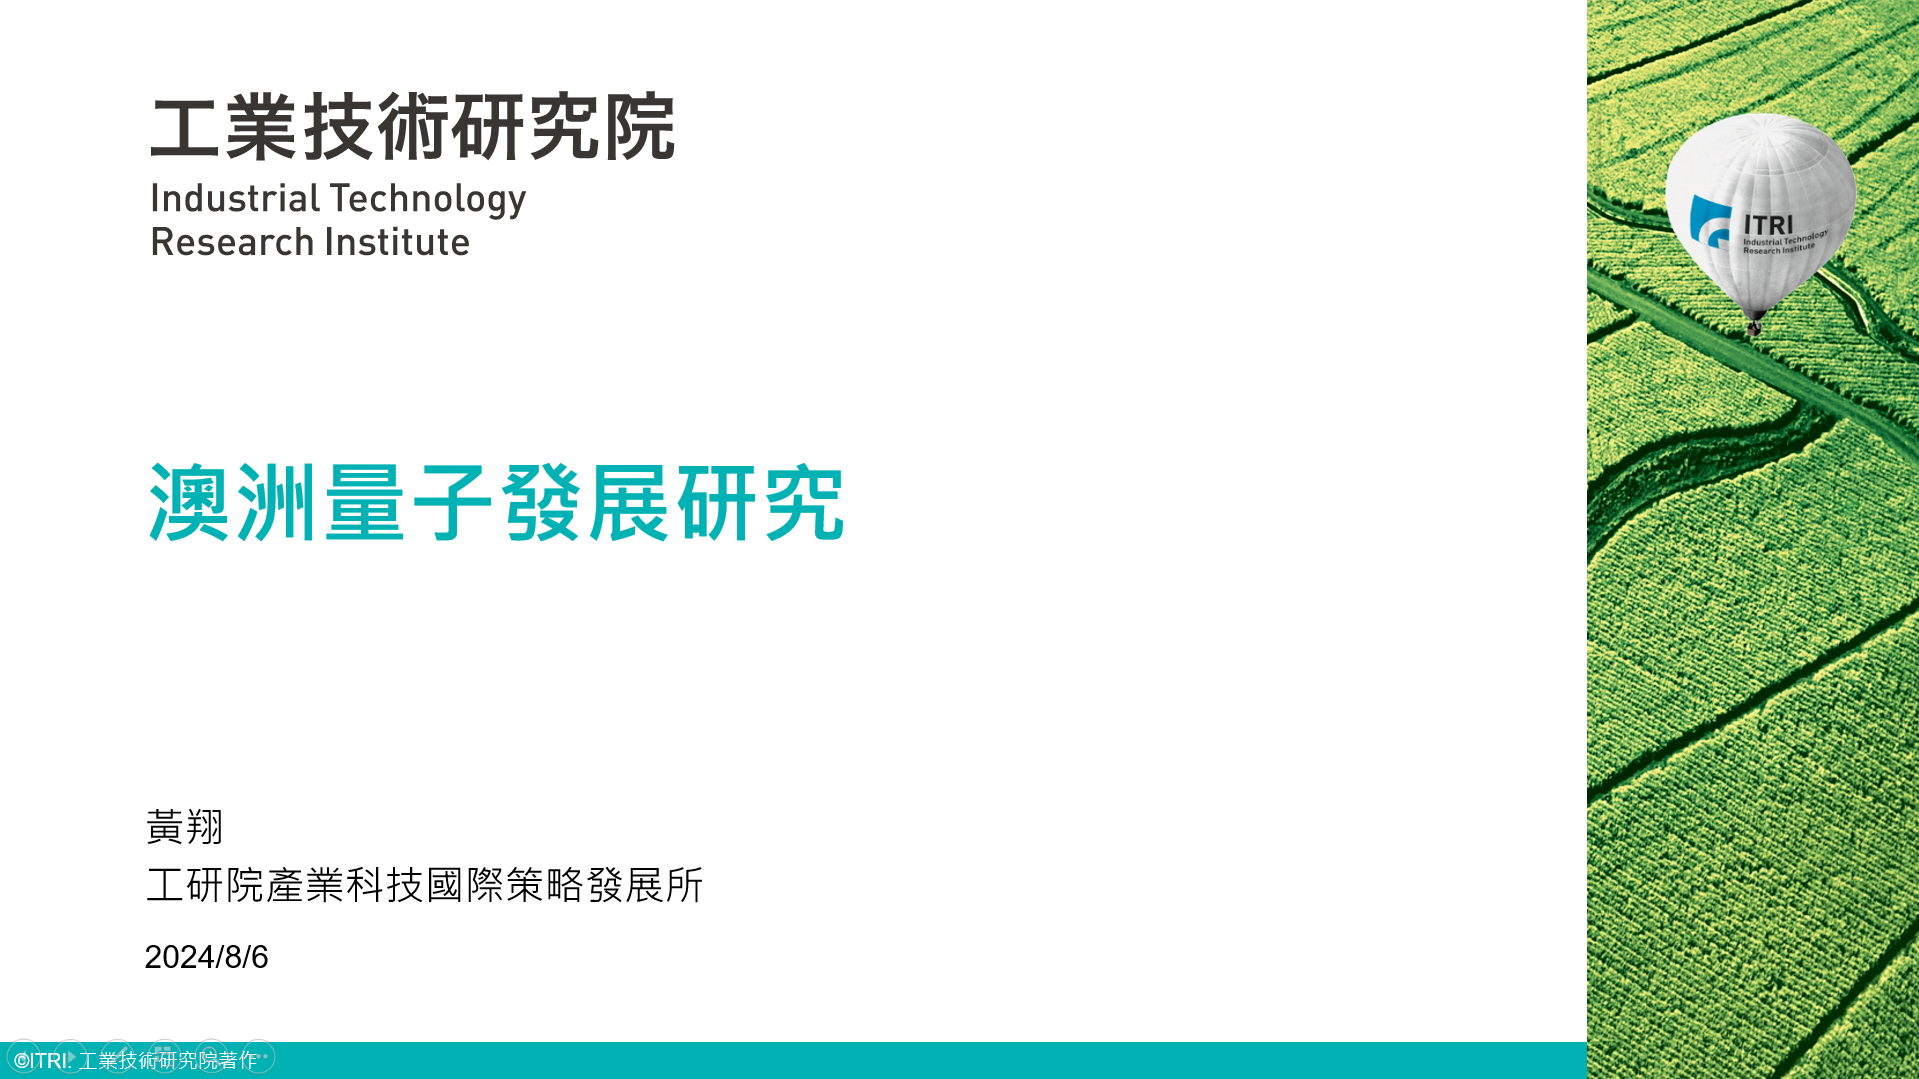 工業技術研究院
Industrial Technology
Research Institute
ITRI
Industrial Technology
Research Institute
澳洲量子發展研究
黃翔
工研院產業科技國際策略發展所
2024/8/6
©ITRI. 工業技術研究院著作